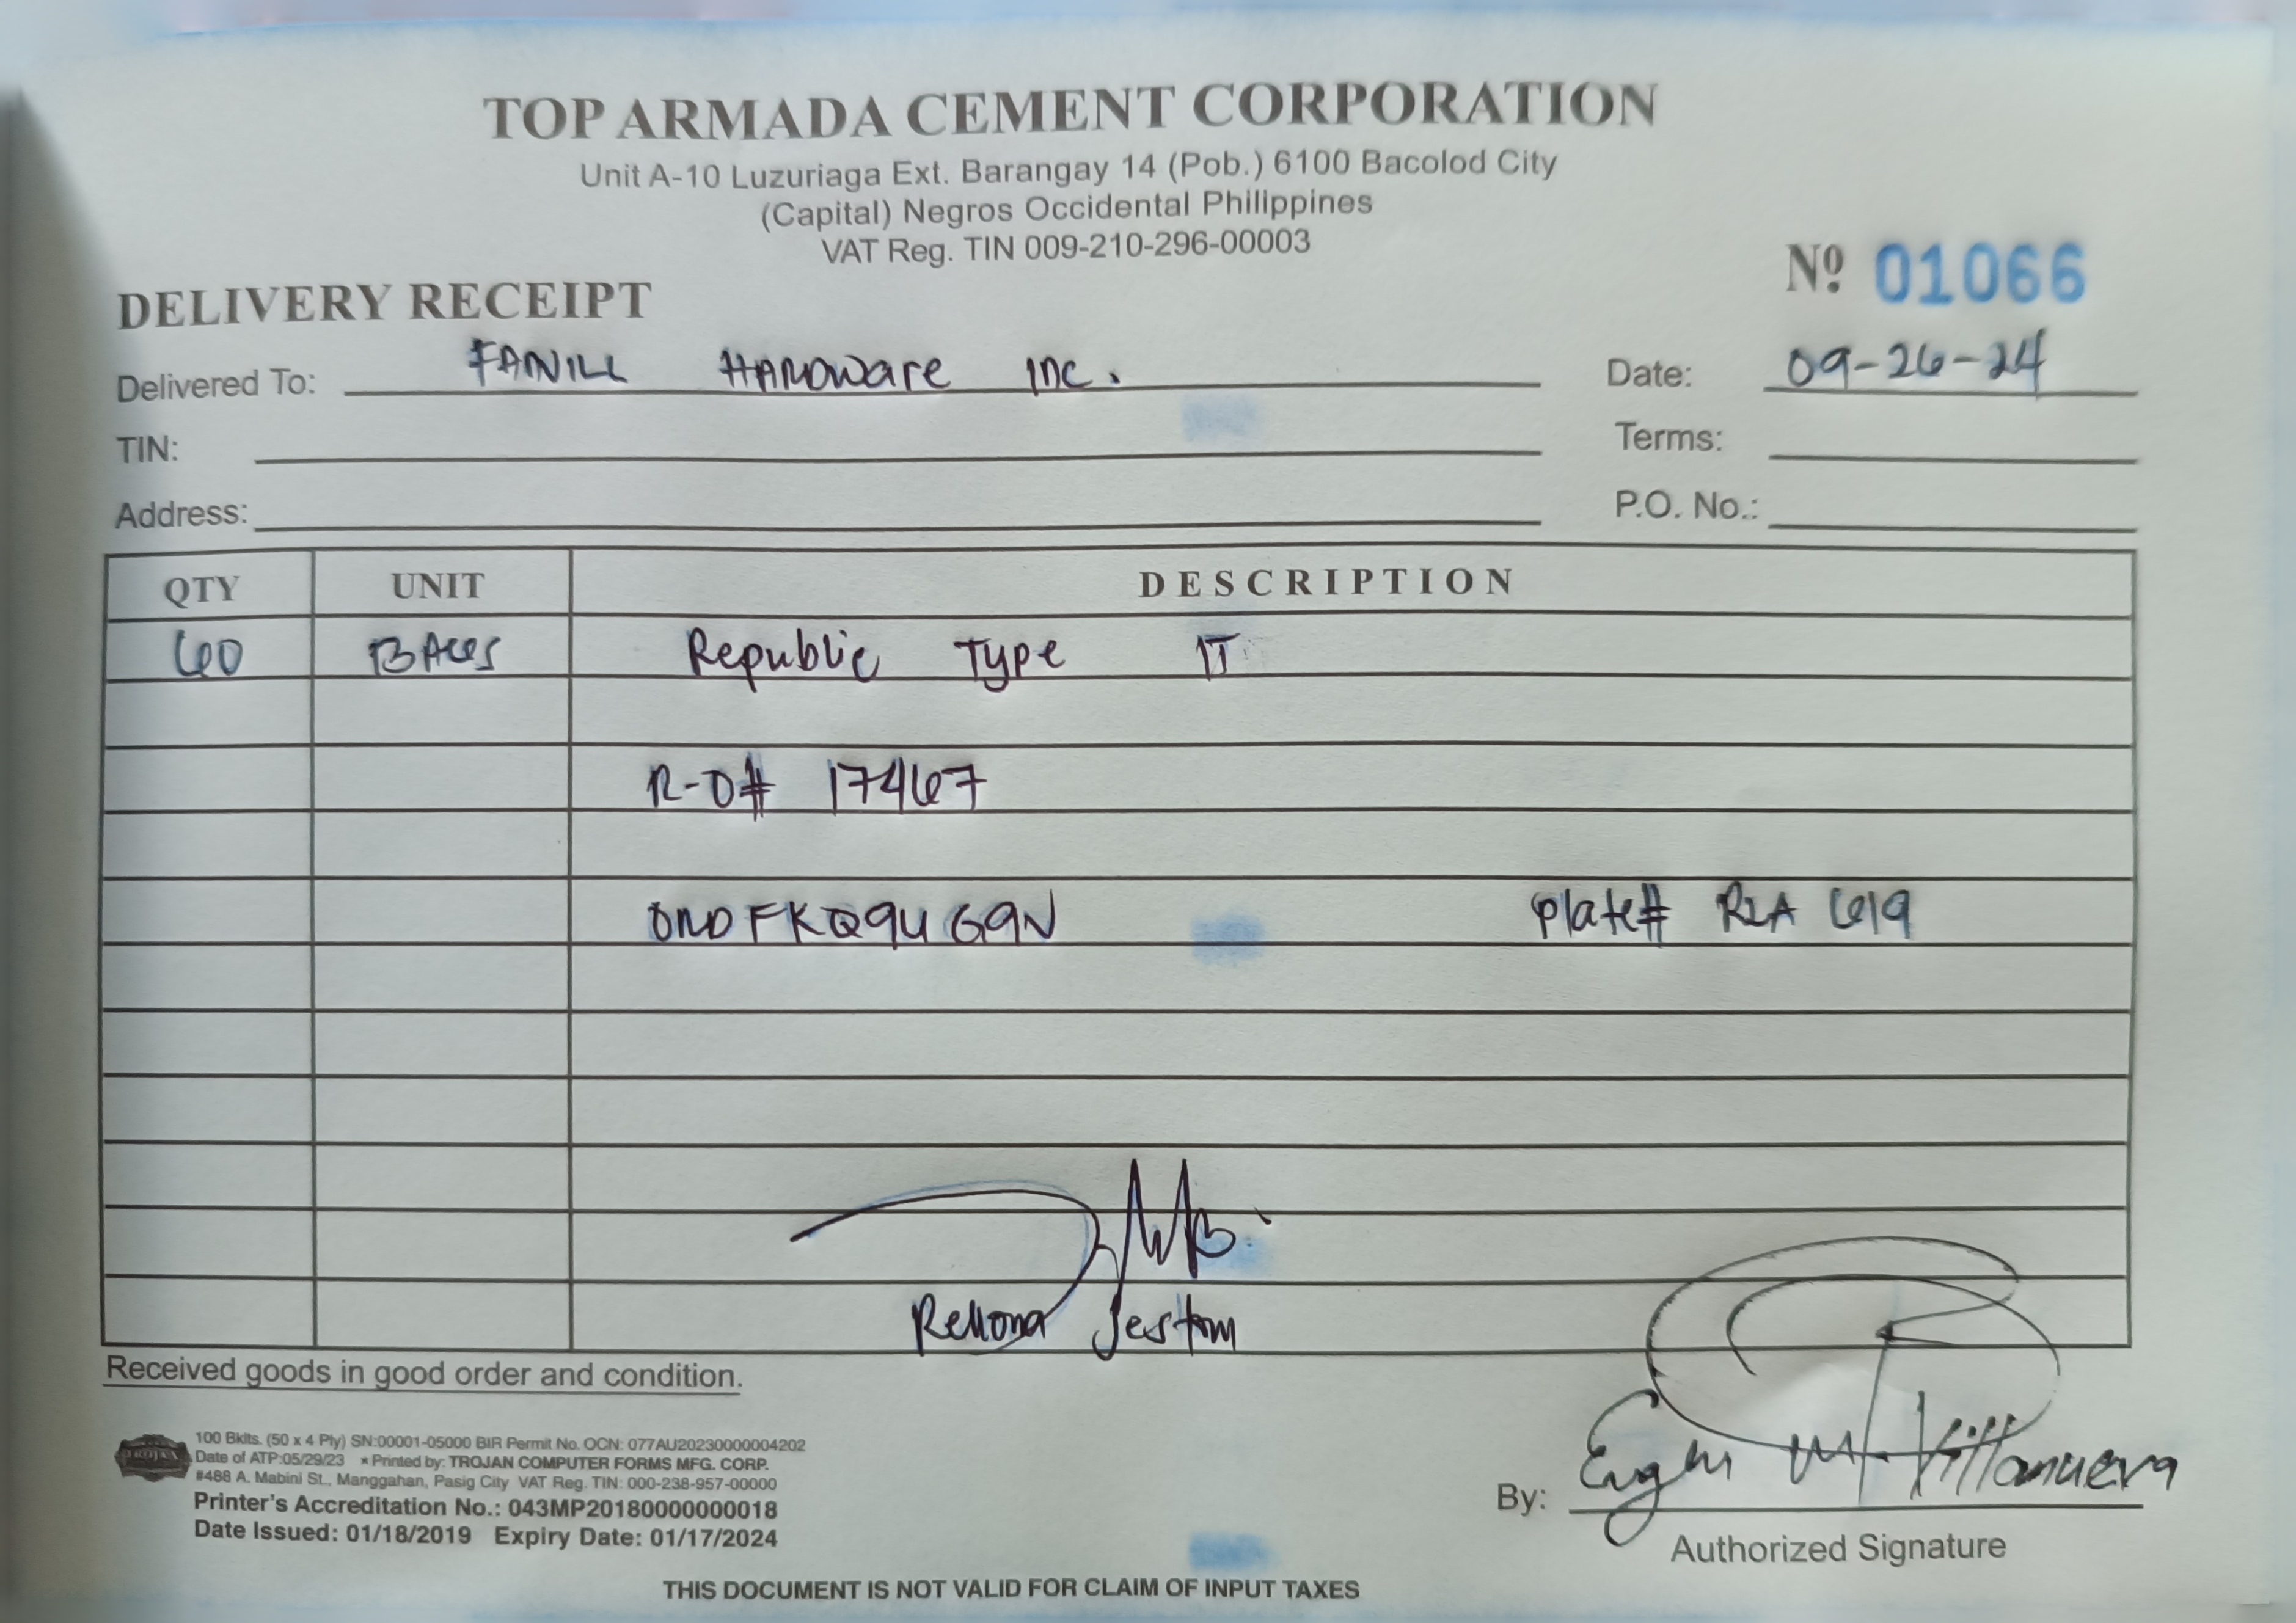 TOP ARMADA CEMENT CORPORATION
Unit A-10 Luzuriaga Ext. Barangay 14 (Pob.) 6100 Bacolod City
(Capital) Negros Occidental Philippines
VAT Reg. TIN 009-210-296-00003
Nº 01066
DELIVERY RECEIPT
Delivered To: FANILL HARDware Inc. Date: 09-26-24
TIN: Terms:
Address: P.O. No.:
QTY UNIT DESCRIPTION
60 BAGS Republic Type 1T
R-O# 17467
ORDFKQ9UG9N Plate# RLA 619
Rellona Jestom
Received goods in good order and condition.
TROJAN
100 Bklts. (50 x 4 Ply) SN:00001-05000 BIR Permit No. OCN: 077AU20230000004202
Date of ATP:05/29/23 * Printed by: TROJAN COMPUTER FORMS MFG. CORP.
#488 A. Mabini St., Manggahan, Pasig City VAT Reg. TIN: 000-238-957-00000
Printer's Accreditation No.: 043MP20180000000018
Date Issued: 01/18/2019 Expiry Date: 01/17/2024
By: Villanueva
Authorized Signature
THIS DOCUMENT IS NOT VALID FOR CLAIM OF INPUT TAXES